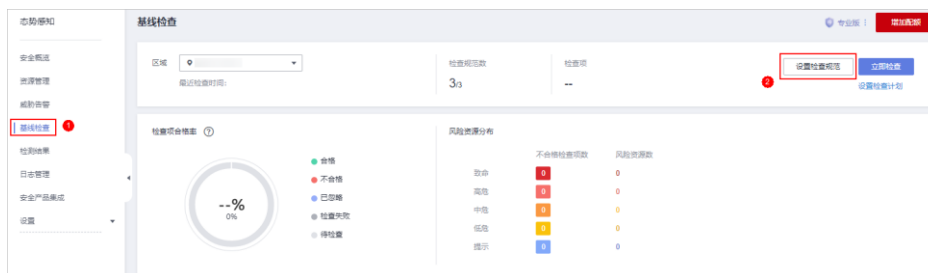 态势感知
基线检查
专业版
增加配额
安全概览
资源管理
威胁告警
基线检查
1
检测结果
日志管理
安全产品集成
设置
区域
最近检查时间:
检查规范数
3/3
检查项
--
设置检查规范
2
立即检查
设置检查计划
检查项合格率
--%
0%
合格
不合格
已忽略
检查失败
待检查
风险资源分布
不合格检查项数 风险资源数
致命 0 0
高危 0 0
中危 0 0
低危 0 0
提示 0 0